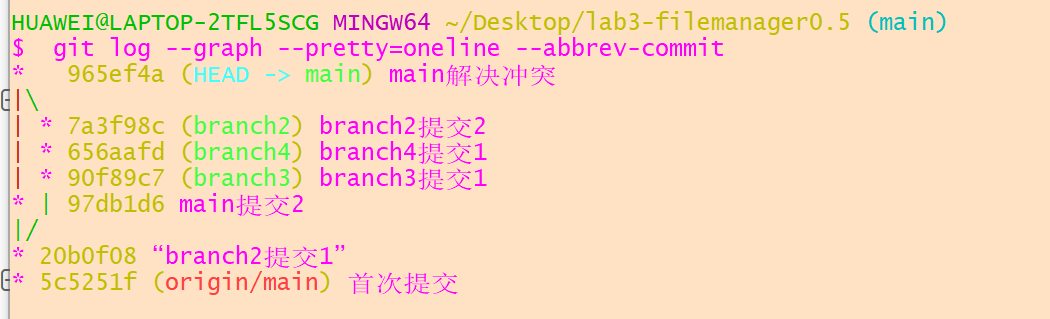 HUAWEI@LAPTOP-2TFL5SCG MINGW64 ~/Desktop/lab3-filemanager0.5 (main)
$  git log --graph --pretty=oneline --abbrev-commit
*   965ef4a (HEAD -> main) main解决冲突
|\
| * 7a3f98c (branch2) branch2提交2
| * 656aafd (branch4) branch4提交1
| * 90f89c7 (branch3) branch3提交1
* | 97db1d6 main提交2
|/
* 20b0f08 “branch2提交1”
* 5c5251f (origin/main) 首次提交